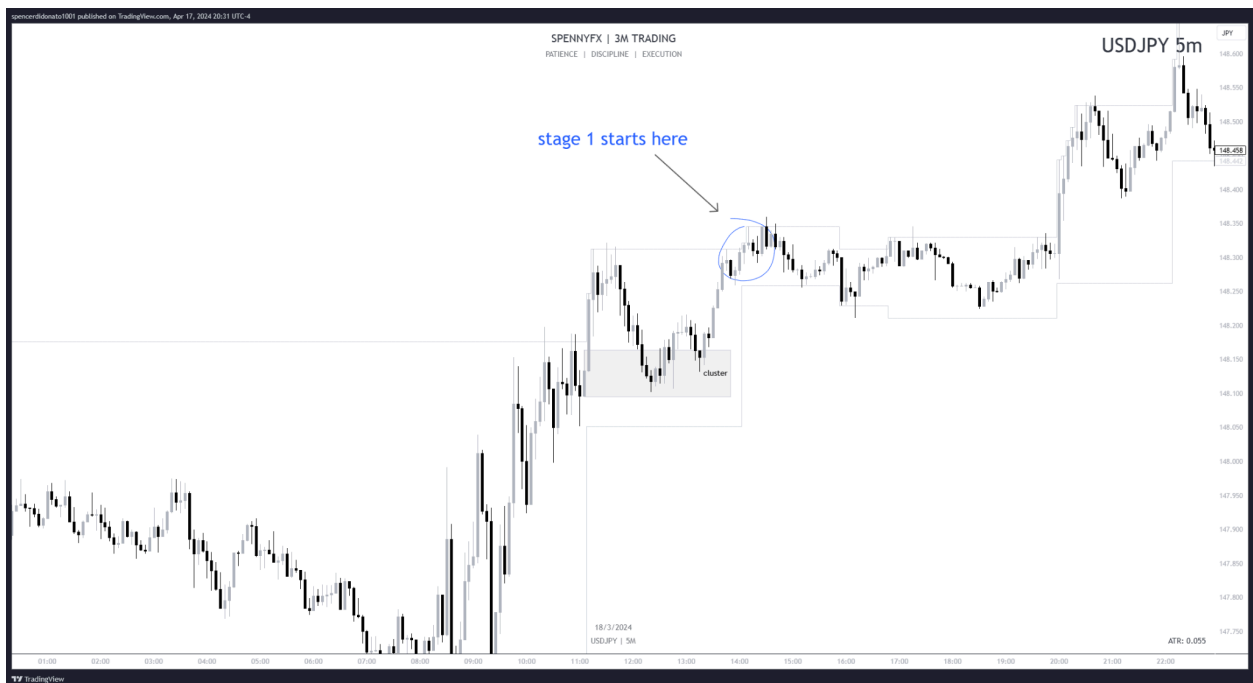 spencerdidonato1001 published on TradingView.com, Apr 17, 2024 20:31 UTC-4
SPENNYFX | 3M TRADING
PATIENCE | DISCIPLINE | EXECUTION
USDJPY 5m
JPY
148.600
148.550
148.500
148.458
148.442
148.400
148.350
148.300
148.250
148.200
148.150
148.100
148.050
148.000
147.950
147.900
147.850
147.800
147.750
stage 1 starts here
cluster
18/3/2024
USDJPY | 5M
ATR: 0.055
01:00 02:00 03:00 04:00 05:00 06:00 07:00 08:00 09:00 10:00 11:00 12:00 13:00 14:00 15:00 16:00 17:00 18:00 19:00 20:00 21:00 22:00
TradingView